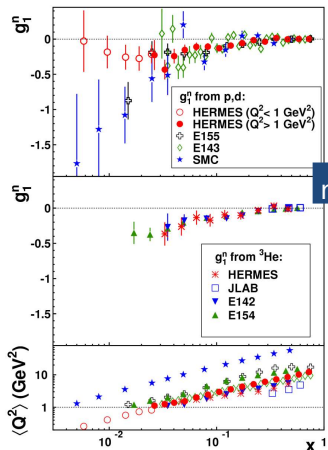 g₁ⁿ
0
-0.5
-1
-1.5
g₁ⁿ from p,d:
HERMES (Q²< 1 GeV²)
HERMES (Q²> 1 GeV²)
E155
E143
SMC
g₁ⁿ
0
-0.5
-1
-1.5
g₁ⁿ from ³He:
HERMES
JLAB
E142
E154
⟨Q²⟩ (GeV²)
10
1
10⁻²
10⁻¹
x
1